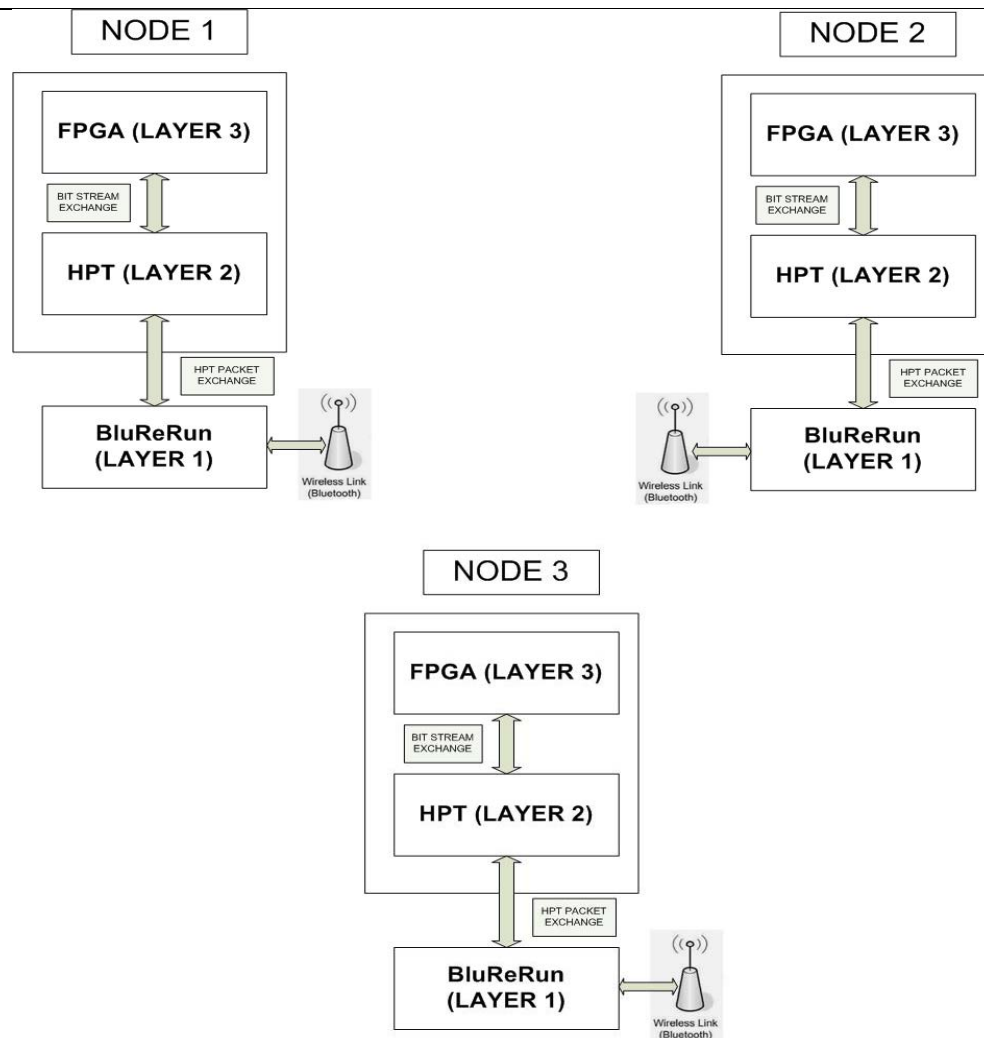 NODE 1
FPGA (LAYER 3)
BIT STREAM
EXCHANGE
HPT (LAYER 2)
HPT PACKET
EXCHANGE
BluReRun
(LAYER 1)
Wireless Link
(Bluetooth)
NODE 2
FPGA (LAYER 3)
BIT STREAM
EXCHANGE
HPT (LAYER 2)
HPT PACKET
EXCHANGE
BluReRun
(LAYER 1)
Wireless Link
(Bluetooth)
NODE 3
FPGA (LAYER 3)
BIT STREAM
EXCHANGE
HPT (LAYER 2)
HPT PACKET
EXCHANGE
BluReRun
(LAYER 1)
Wireless Link
(Bluetooth)